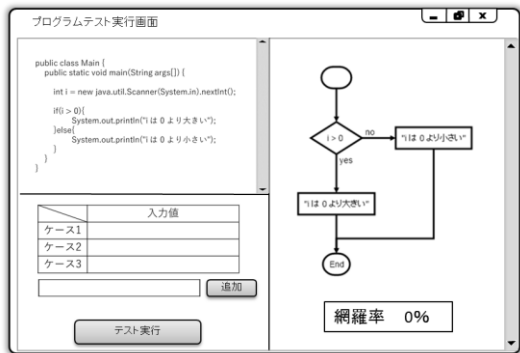 プログラムテスト実行画面
public class Main {
public static void main(String args[]) {
int i = new java.util.Scanner(System.in).nextInt();
if(i > 0){
System.out.println("i は 0 より大きい");
}else{
System.out.println("i は 0 より小さい");
}
}
}
入力値
ケース1
ケース2
ケース3
追加
テスト実行
i > 0
no
"i は 0 より小さい"
yes
"i は 0 より大きい"
End
網羅率 0%